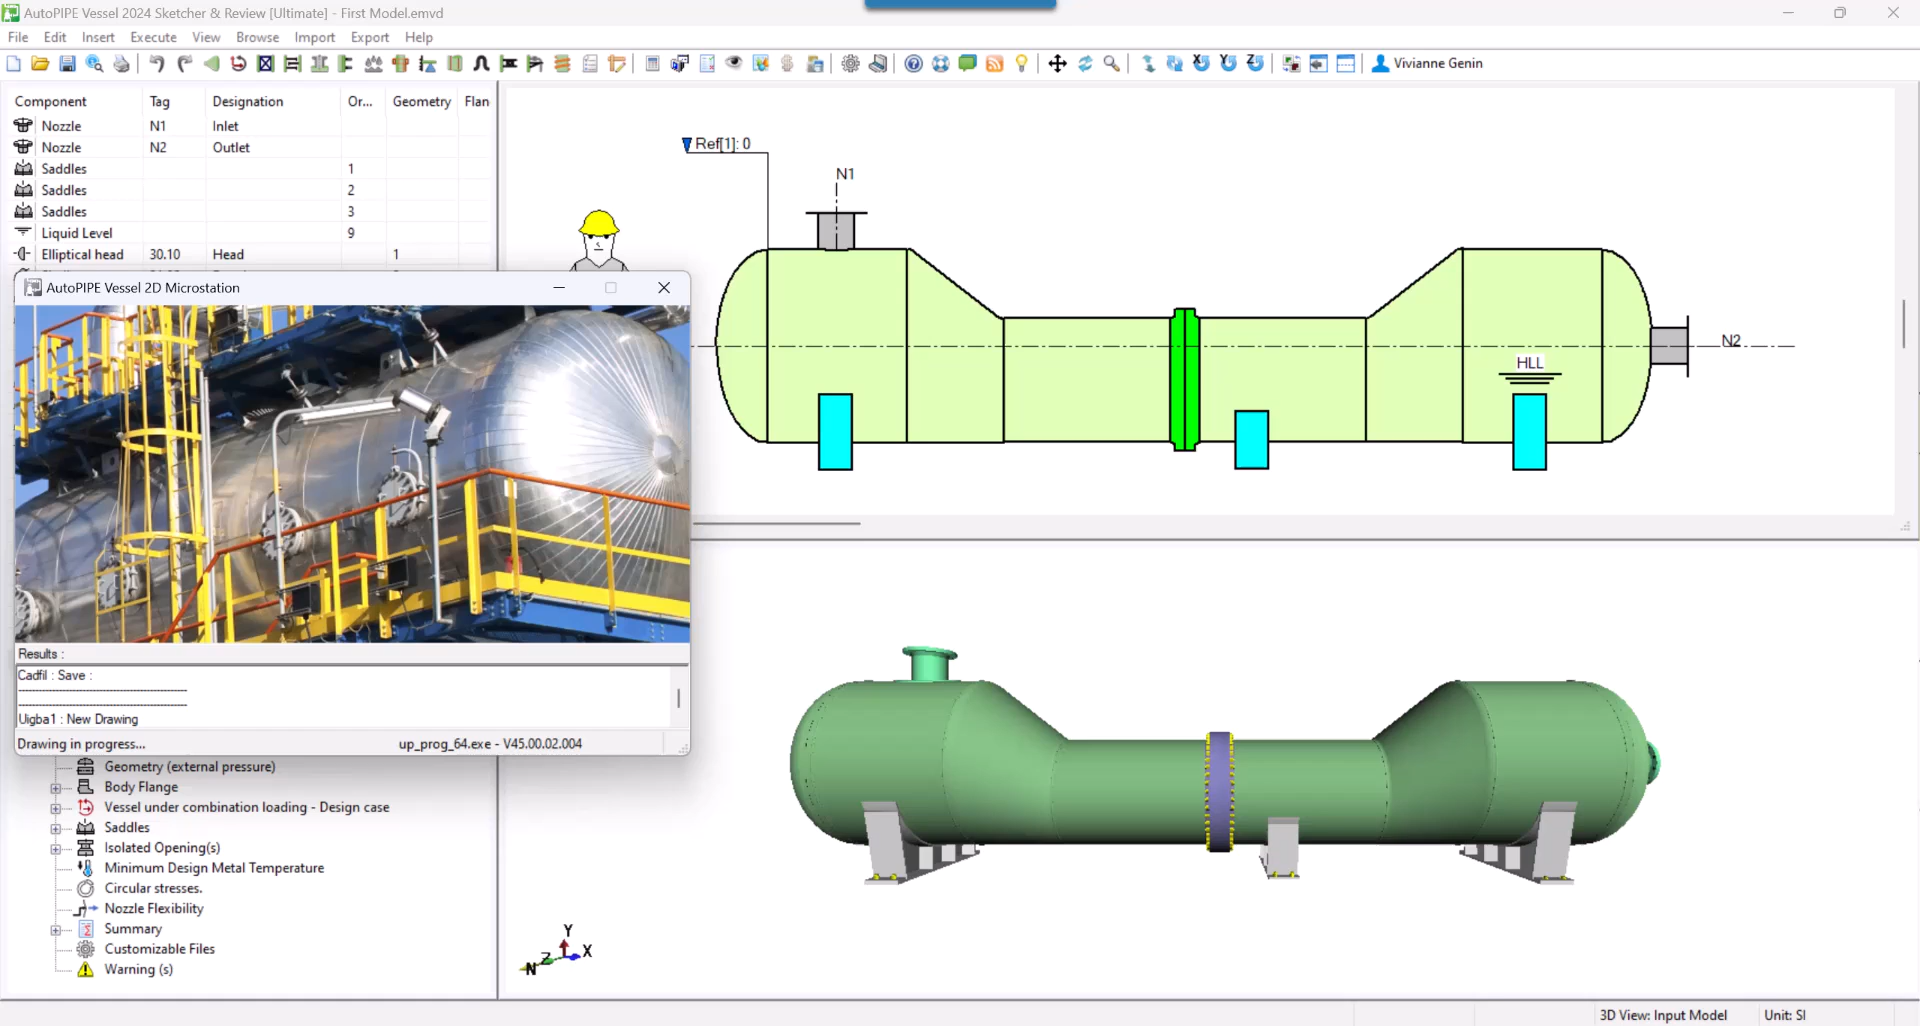 AutoPIPE Vessel 2024 Sketcher & Review [Ultimate] - First Model.emvd
File Edit Insert Execute View Browse Import Export Help
Vivianne Genin
Component Tag Designation Or... Geometry Flan
Nozzle N1 Inlet
Nozzle N2 Outlet
Saddles 1
Saddles 2
Saddles 3
Liquid Level 9
Elliptical head 30.10 Head 1
AutoPIPE Vessel 2D Microstation
Results :
Cadfil : Save :
--------------------------------------------------
--------------------------------------------------
Uigba1 : New Drawing
Drawing in progress... up_prog_64.exe - V45.00.02.004
Geometry (external pressure)
Body Flange
Vessel under combination loading - Design case
Saddles
Isolated Opening(s)
Minimum Design Metal Temperature
Circular stresses.
Nozzle Flexibility
Summary
Customizable Files
Warning (s)
Ref[1]: 0
N1
HLL
N2
Y
Z X
N
3D View: Input Model Unit: SI